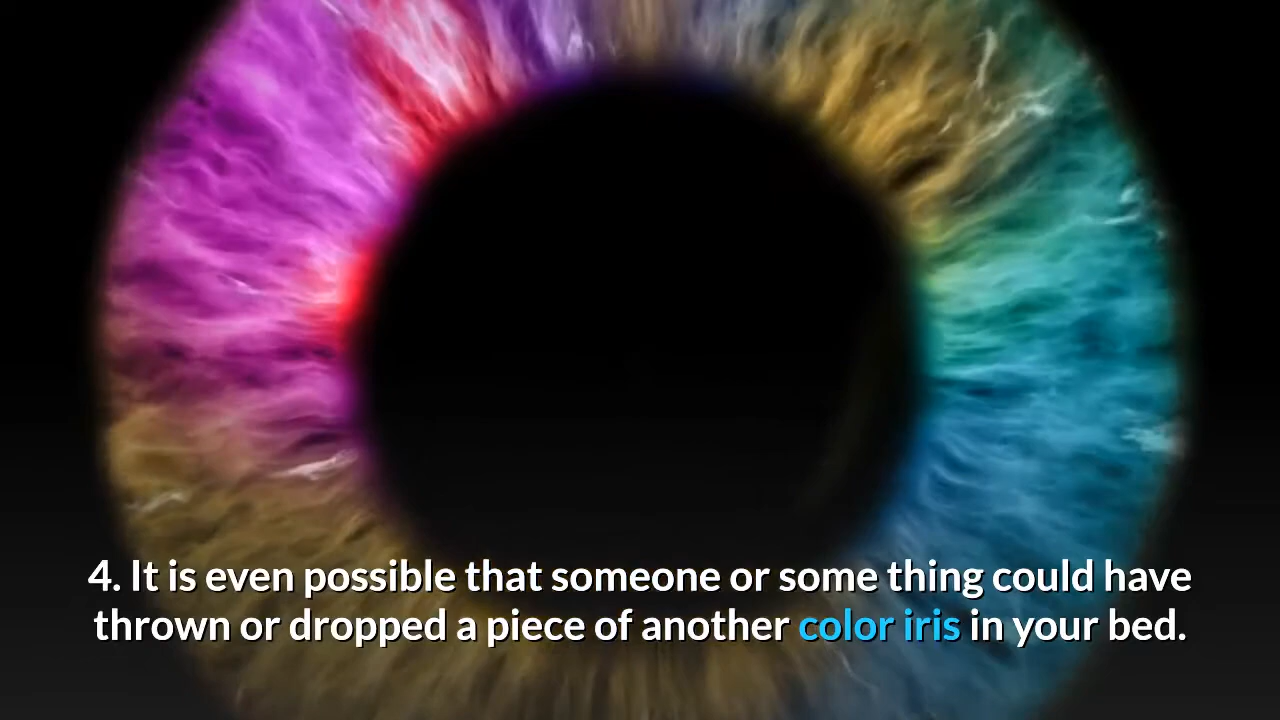 4. It is even possible that someone or some thing could have
thrown or dropped a piece of another color iris in your bed.